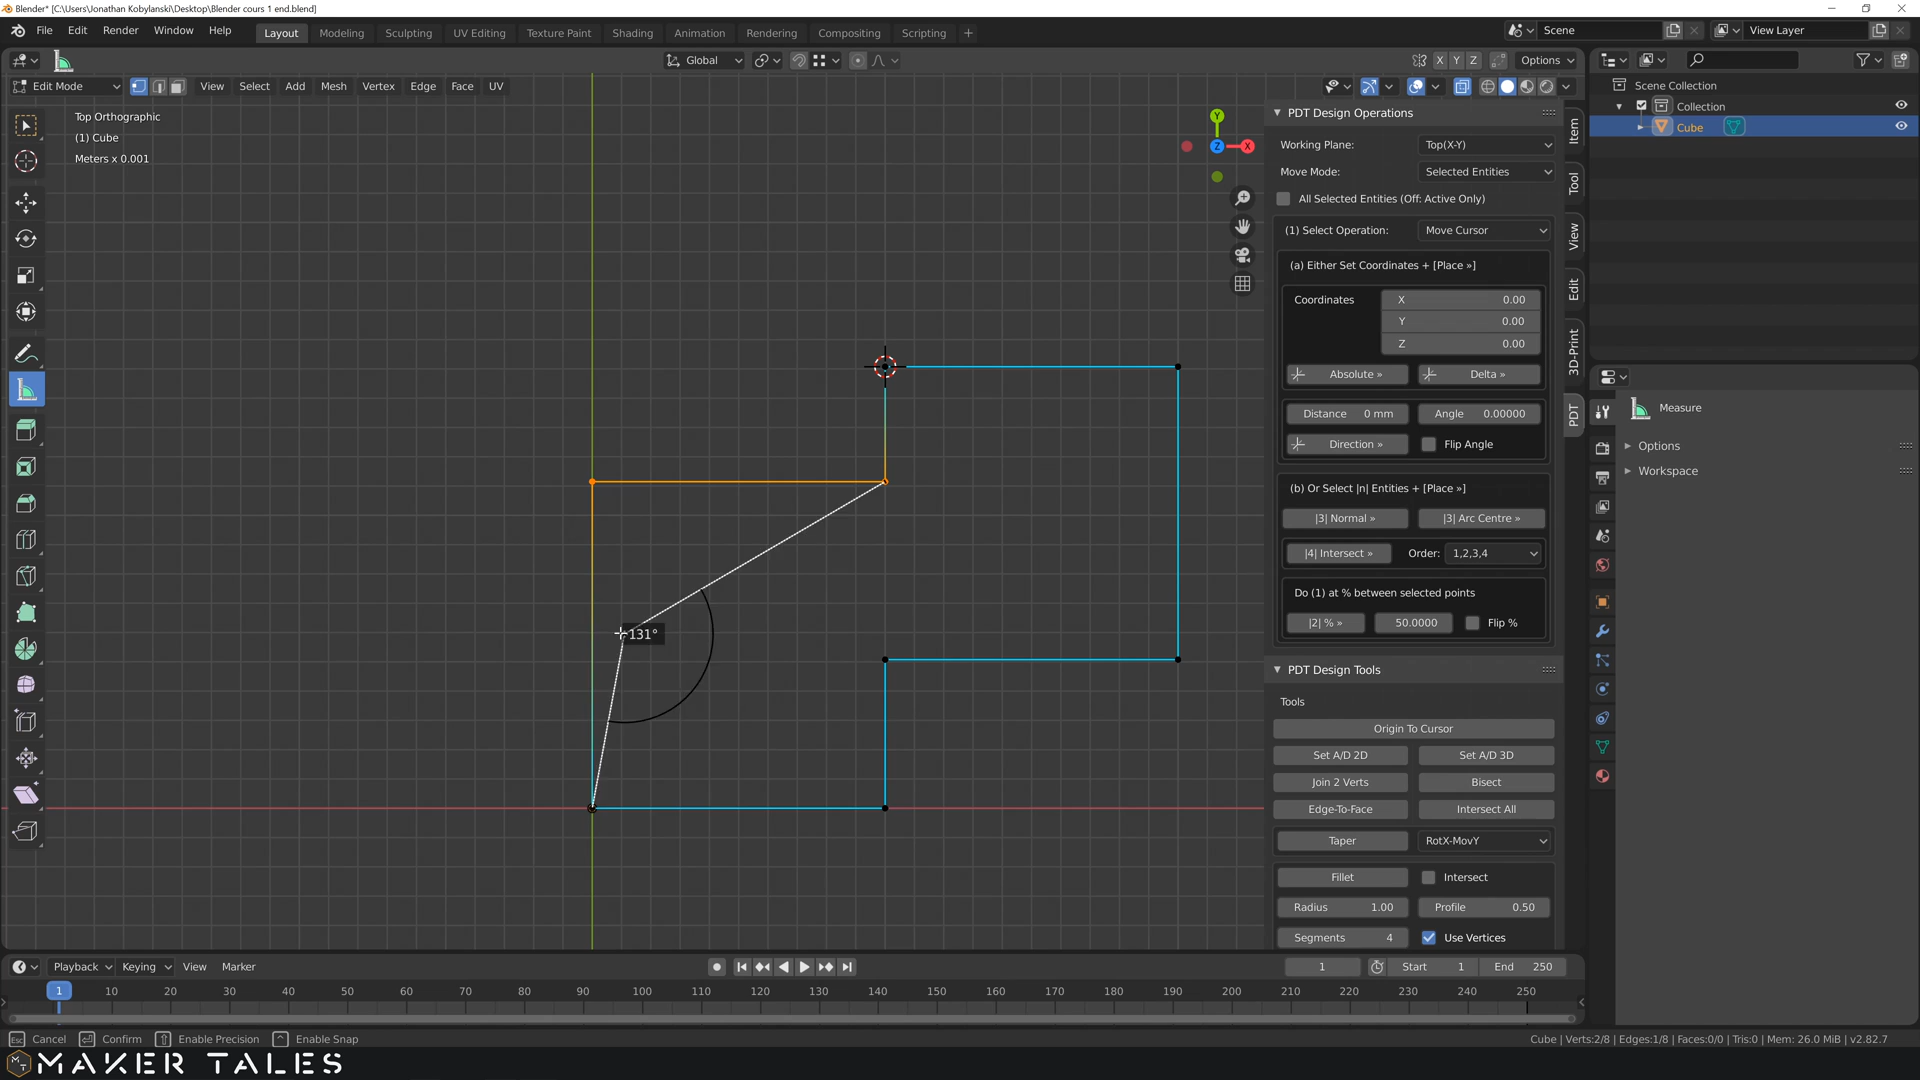 Blender* [C:\Users\Jonathan Kobylanski\Desktop\Blender cours 1 end.blend]
File Edit Render Window Help Layout Modeling Sculpting UV Editing Texture Paint Shading Animation Rendering Compositing Scripting + Scene View Layer
Global X Y Z Options
Edit Mode View Select Add Mesh Vertex Edge Face UV
Top Orthographic
(1) Cube
Meters x 0.001
Y
Z X
131°
PDT Design Operations
Working Plane: Top(X-Y)
Move Mode: Selected Entities
All Selected Entities (Off: Active Only)
(1) Select Operation: Move Cursor
(a) Either Set Coordinates + [Place »]
Coordinates X 0.00
Y 0.00
Z 0.00
Absolute » Delta »
Distance 0 mm Angle 0.00000
Direction » Flip Angle
(b) Or Select |n| Entities + [Place »]
|3| Normal » |3| Arc Centre »
|4| Intersect » Order: 1,2,3,4
Do (1) at % between selected points
|2| % » 50.0000 Flip %
PDT Design Tools
Tools
Origin To Cursor
Set A/D 2D Set A/D 3D
Join 2 Verts Bisect
Edge-To-Face Intersect All
Taper RotX-MovY
Fillet Intersect
Radius 1.00 Profile 0.50
Segments 4 Use Vertices
Item
Tool
View
Edit
3D-Print
PDT
Scene Collection
Collection
Cube
Measure
Options
Workspace
Playback Keying View Marker 1 Start 1 End 250
1 10 20 30 40 50 60 70 80 90 100 110 120 130 140 150 160 170 180 190 200 210 220 230 240 250
Esc Cancel Confirm Enable Precision Enable Snap Cube | Verts:2/8 | Edges:1/8 | Faces:0/0 | Tris:0 | Mem: 26.0 MiB | v2.82.7
MAKER TALES